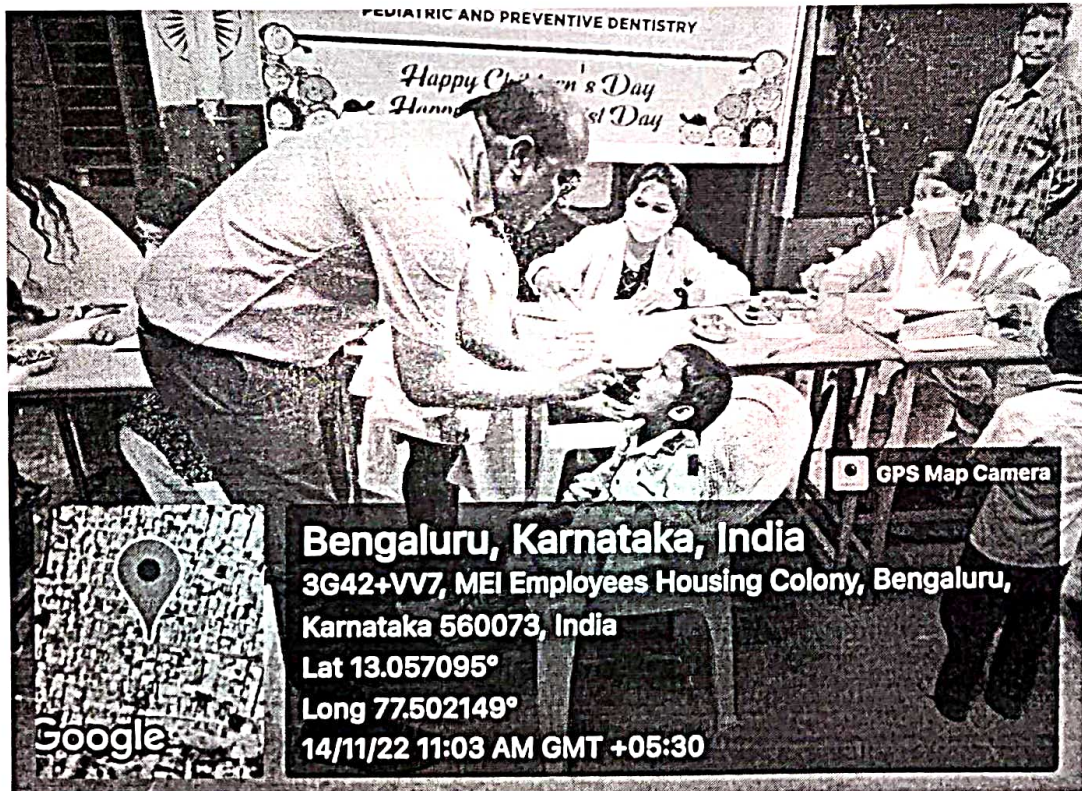 PEDIATRIC AND PREVENTIVE DENTISTRY
Happy Children's Day
st Day
GPS Map Camera
Bengaluru, Karnataka, India
3G42+VV7, MEI Employees Housing Colony, Bengaluru,
Karnataka 560073, India
Lat 13.057095°
Long 77.502149°
14/11/22 11:03 AM GMT +05:30
Google